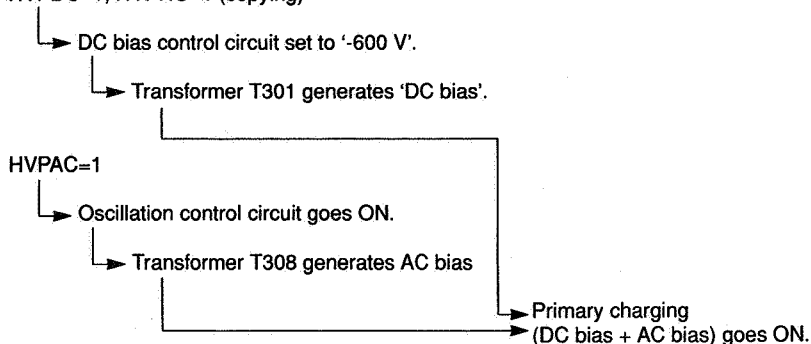 (copying)
DC bias control circuit set to ‘-600 V’.
Transformer T301 generates ‘DC bias’.
HVPAC=1
Oscillation control circuit goes ON.
Transformer T308 generates AC bias
Primary charging
(DC bias + AC bias) goes ON.